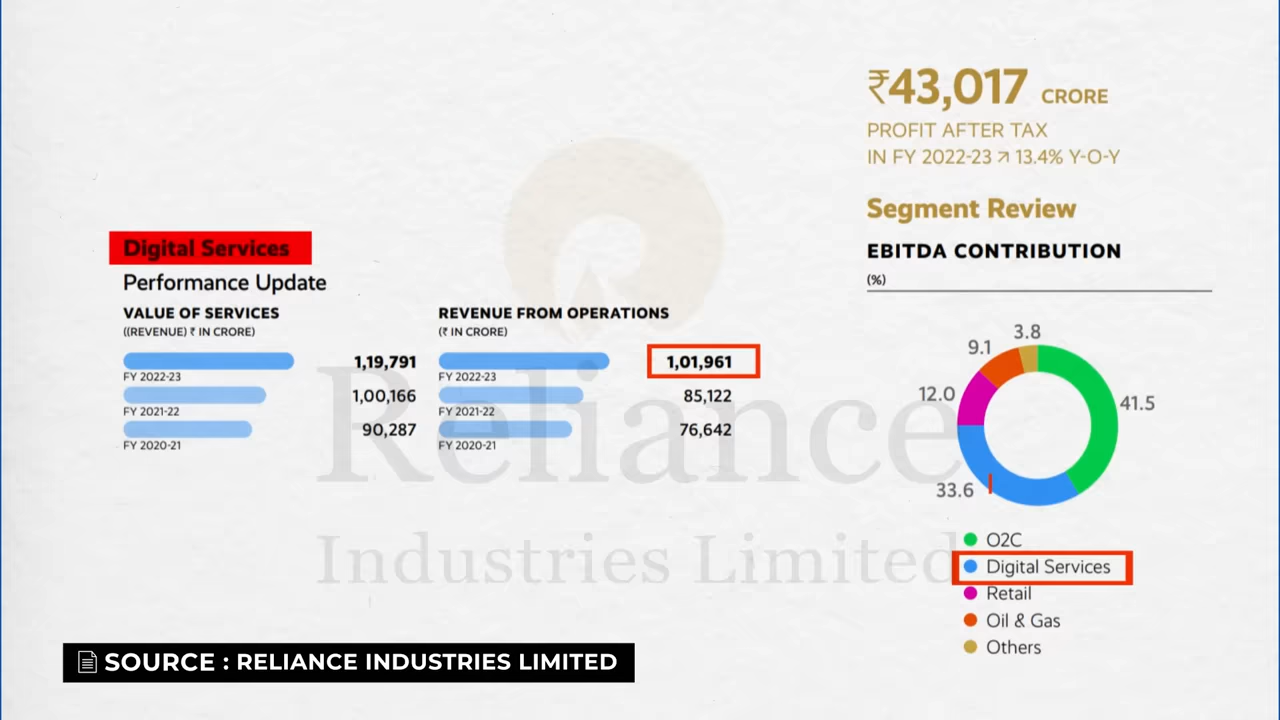 ₹43,017 CRORE
PROFIT AFTER TAX
IN FY 2022-23 ↗ 13.4% Y-O-Y
Segment Review
EBITDA CONTRIBUTION
(%)
3.8
9.1
12.0
41.5
33.6
O2C
Digital Services
Retail
Oil & Gas
Others
Digital Services
Performance Update
VALUE OF SERVICES
((REVENUE) ₹ IN CRORE)
1,19,791
FY 2022-23
1,00,166
FY 2021-22
90,287
FY 2020-21
REVENUE FROM OPERATIONS
(₹ IN CRORE)
1,01,961
FY 2022-23
85,122
FY 2021-22
76,642
FY 2020-21
Reliance
Industries Limited
SOURCE : RELIANCE INDUSTRIES LIMITED